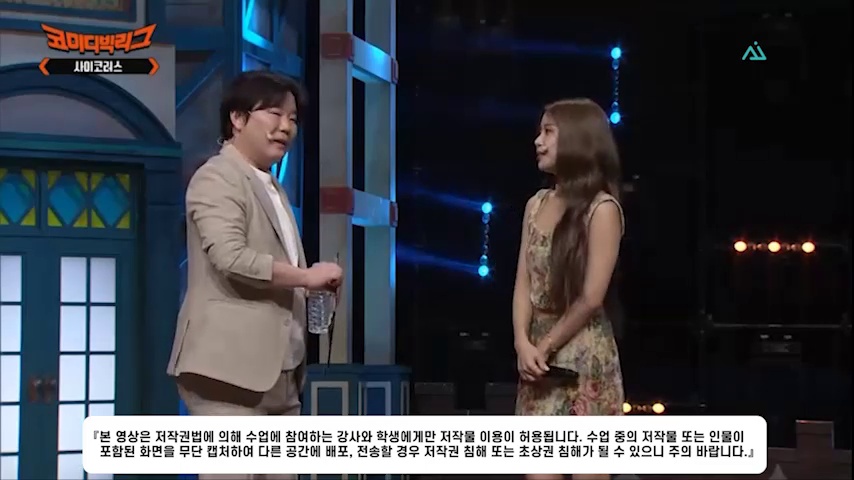 코미디빅리그
사이코러스
『본 영상은 저작권법에 의해 수업에 참여하는 강사와 학생에게만 저작물 이용이 허용됩니다. 수업 중의 저작물 또는 인물이
포함된 화면을 무단 캡처하여 다른 공간에 배포, 전송할 경우 저작권 침해 또는 초상권 침해가 될 수 있으니 주의 바랍니다.』